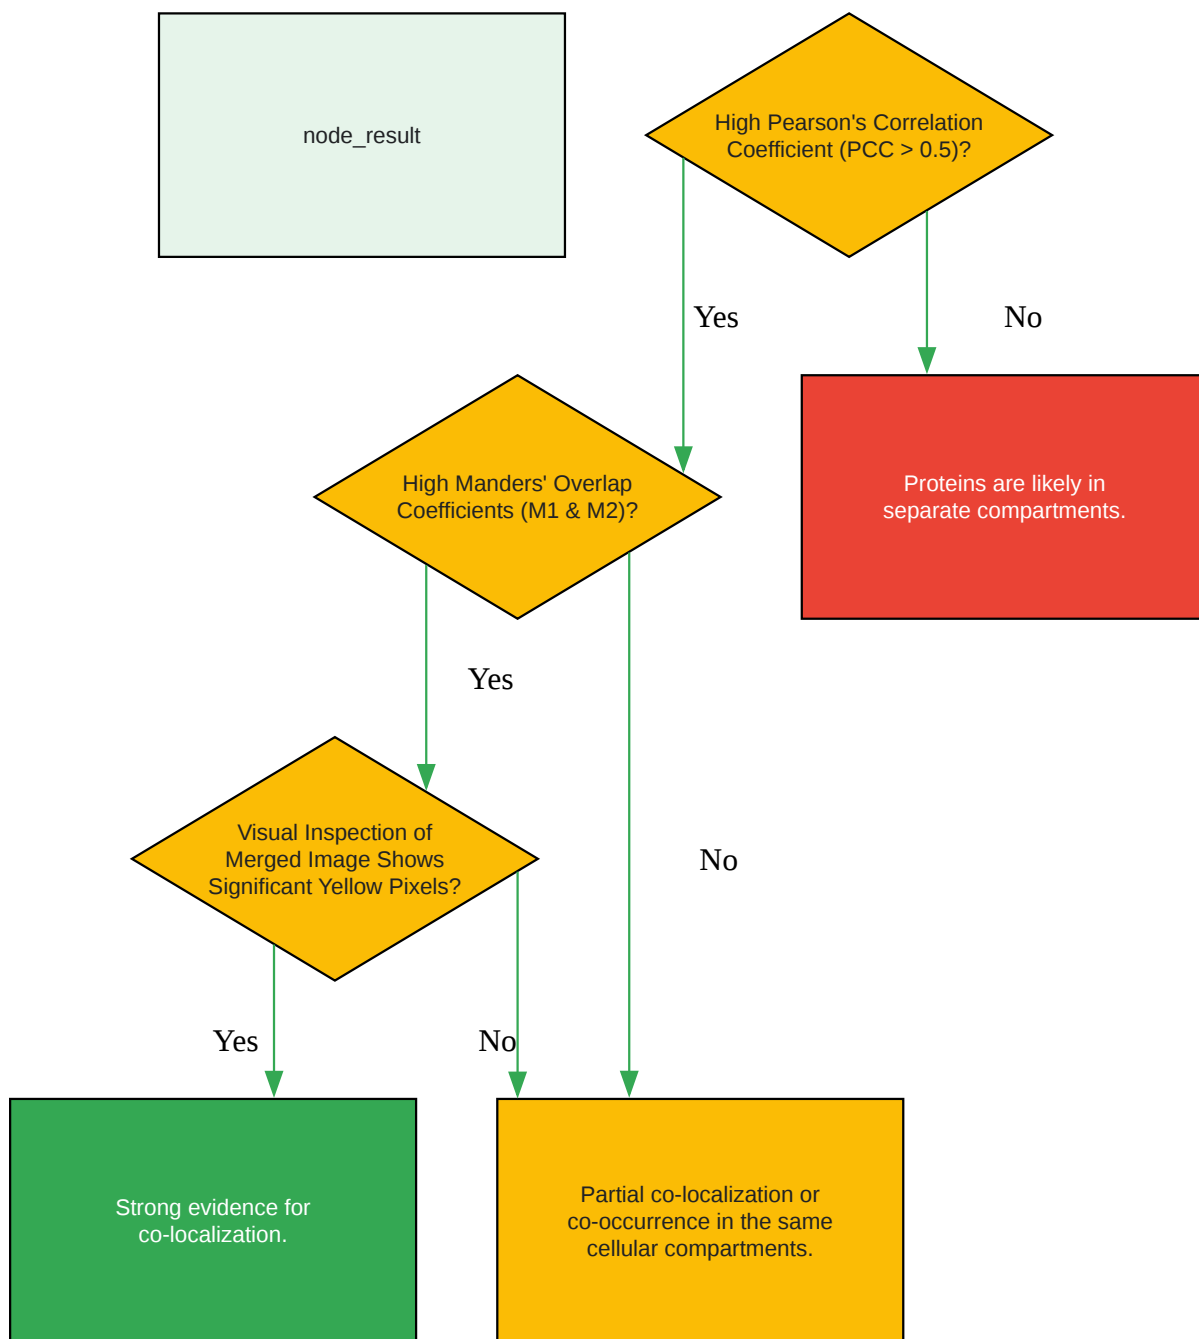 node_result
High Pearson's Correlation
Coefficient (PCC > 0.5)?
Yes
No
High Manders' Overlap
Coefficients (M1 & M2)?
Proteins are likely in
separate compartments.
Yes
No
Visual Inspection of
Merged Image Shows
Significant Yellow Pixels?
Yes
No
Strong evidence for
co-localization.
Partial co-localization or
co-occurrence in the same
cellular compartments.